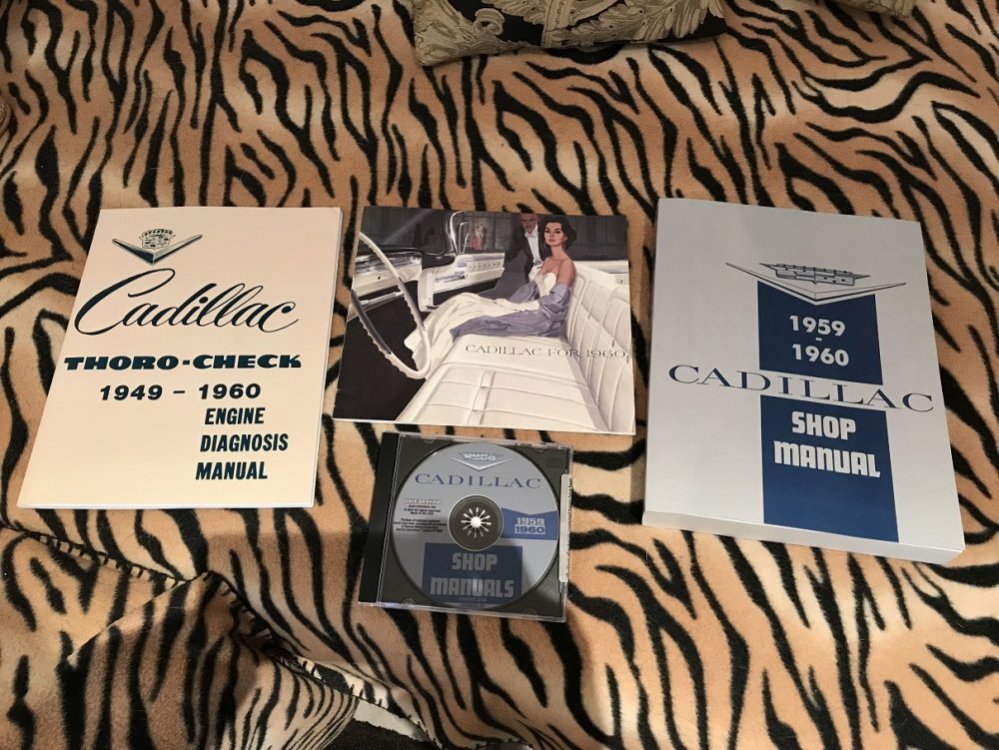 Cadillac
THORO-CHECK
1949 - 1960
ENGINE
DIAGNOSIS
MANUAL
CADILLAC FOR 1960
1959
-
1960
CADILLAC
SHOP
MANUAL
CADILLAC
1959
1960
SHOP
MANUALS